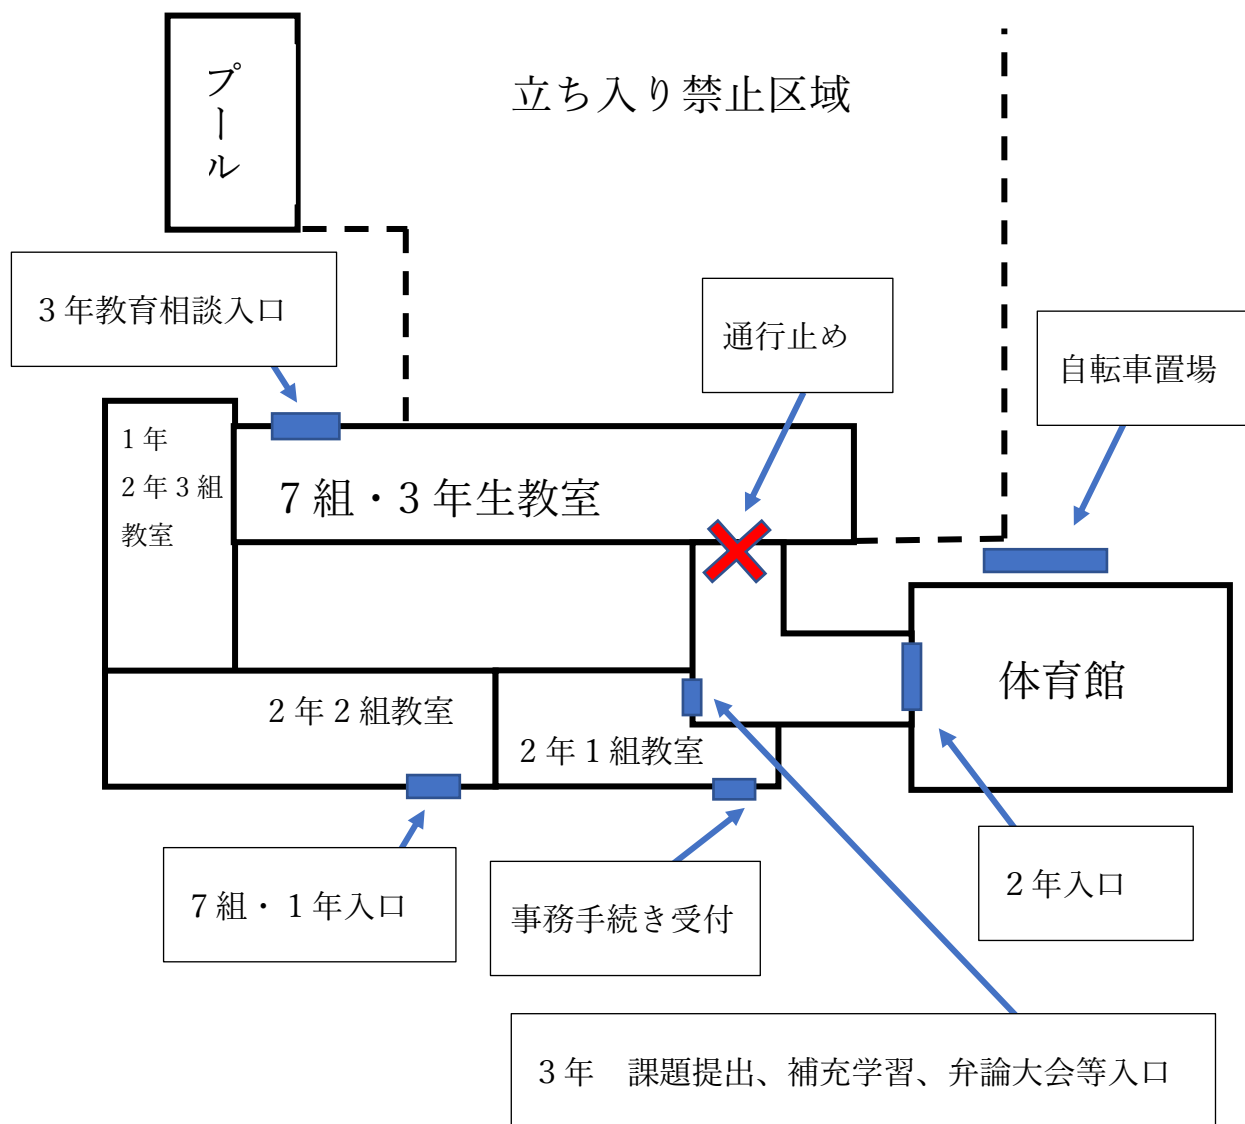 プール
立ち入り禁止区域
３年教育相談入口
通行止め
自転車置場
１年
２年３組
教室
７組・３年生教室
２年２組教室
２年１組教室
体育館
７組・１年入口
事務手続き受付
２年入口
３年　課題提出、補充学習、弁論大会等入口